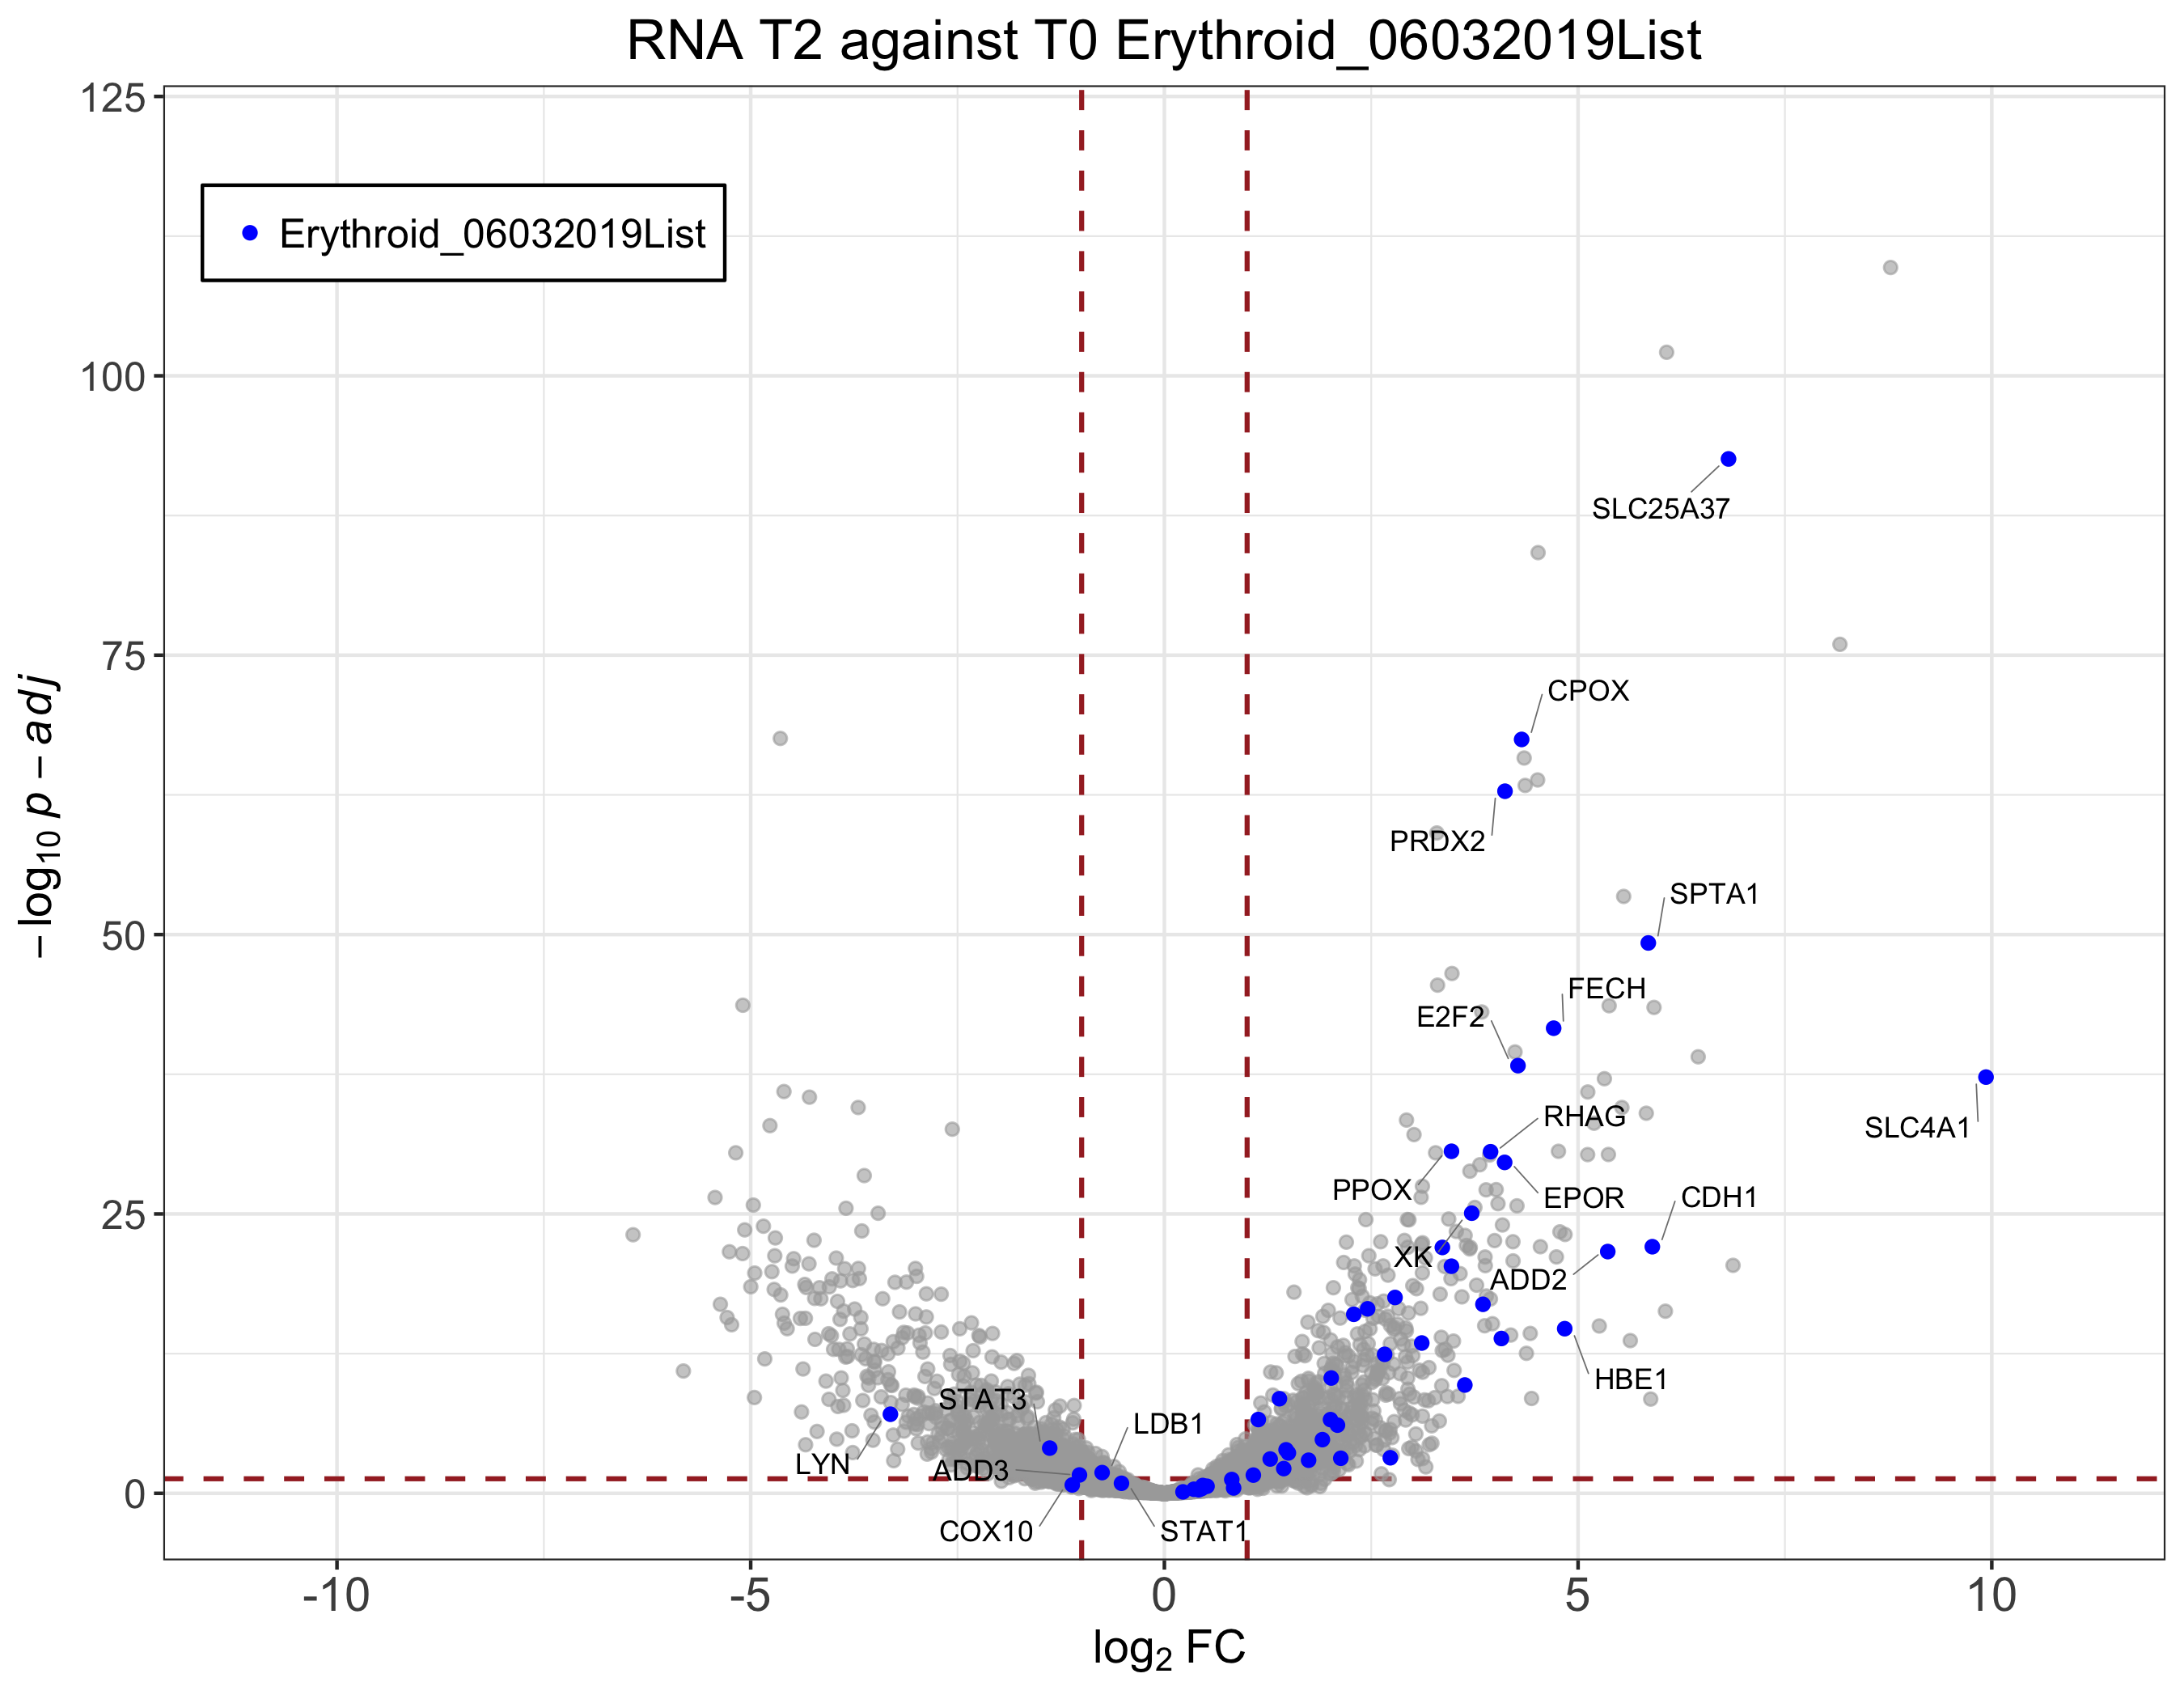 RNA T2 against T0 Erythroid_06032019List
125
100
75
50
25
0
−log10 p − adj
Erythroid_06032019List
SLC25A37
CPOX
PRDX2
SPTA1
FECH
E2F2
SLC4A1
RHAG
PPOX
EPOR
CDH1
XK
ADD2
HBE1
STAT3
LDB1
LYN
ADD3
COX10
STAT1
-10
-5
0
5
10
log2 FC